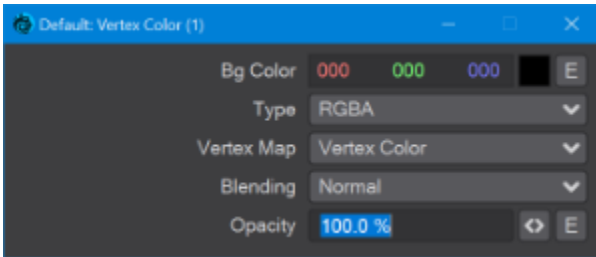 Default: Vertex Color (1)
Bg Color 000 000 000 E
Type RGBA
Vertex Map Vertex Color
Blending Normal
Opacity 100.0 % E